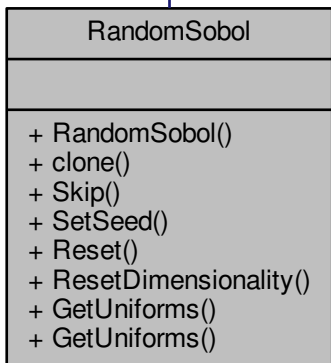 RandomSobol
+ RandomSobol()
+ clone()
+ Skip()
+ SetSeed()
+ Reset()
+ ResetDimensionality()
+ GetUniforms()
+ GetUniforms()